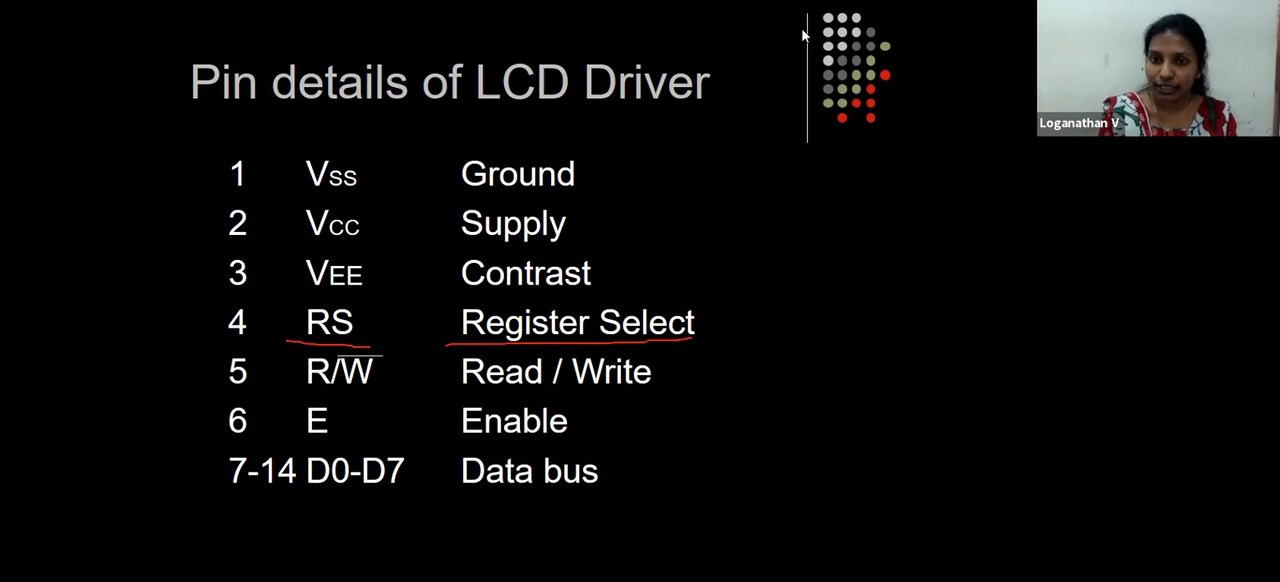 Pin details of LCD Driver
Loganathan V
1 VSS Ground
2 VCC Supply
3 VEE Contrast
4 RS Register Select
5 R/W̅ Read / Write
6 E Enable
7-14 D0-D7 Data bus